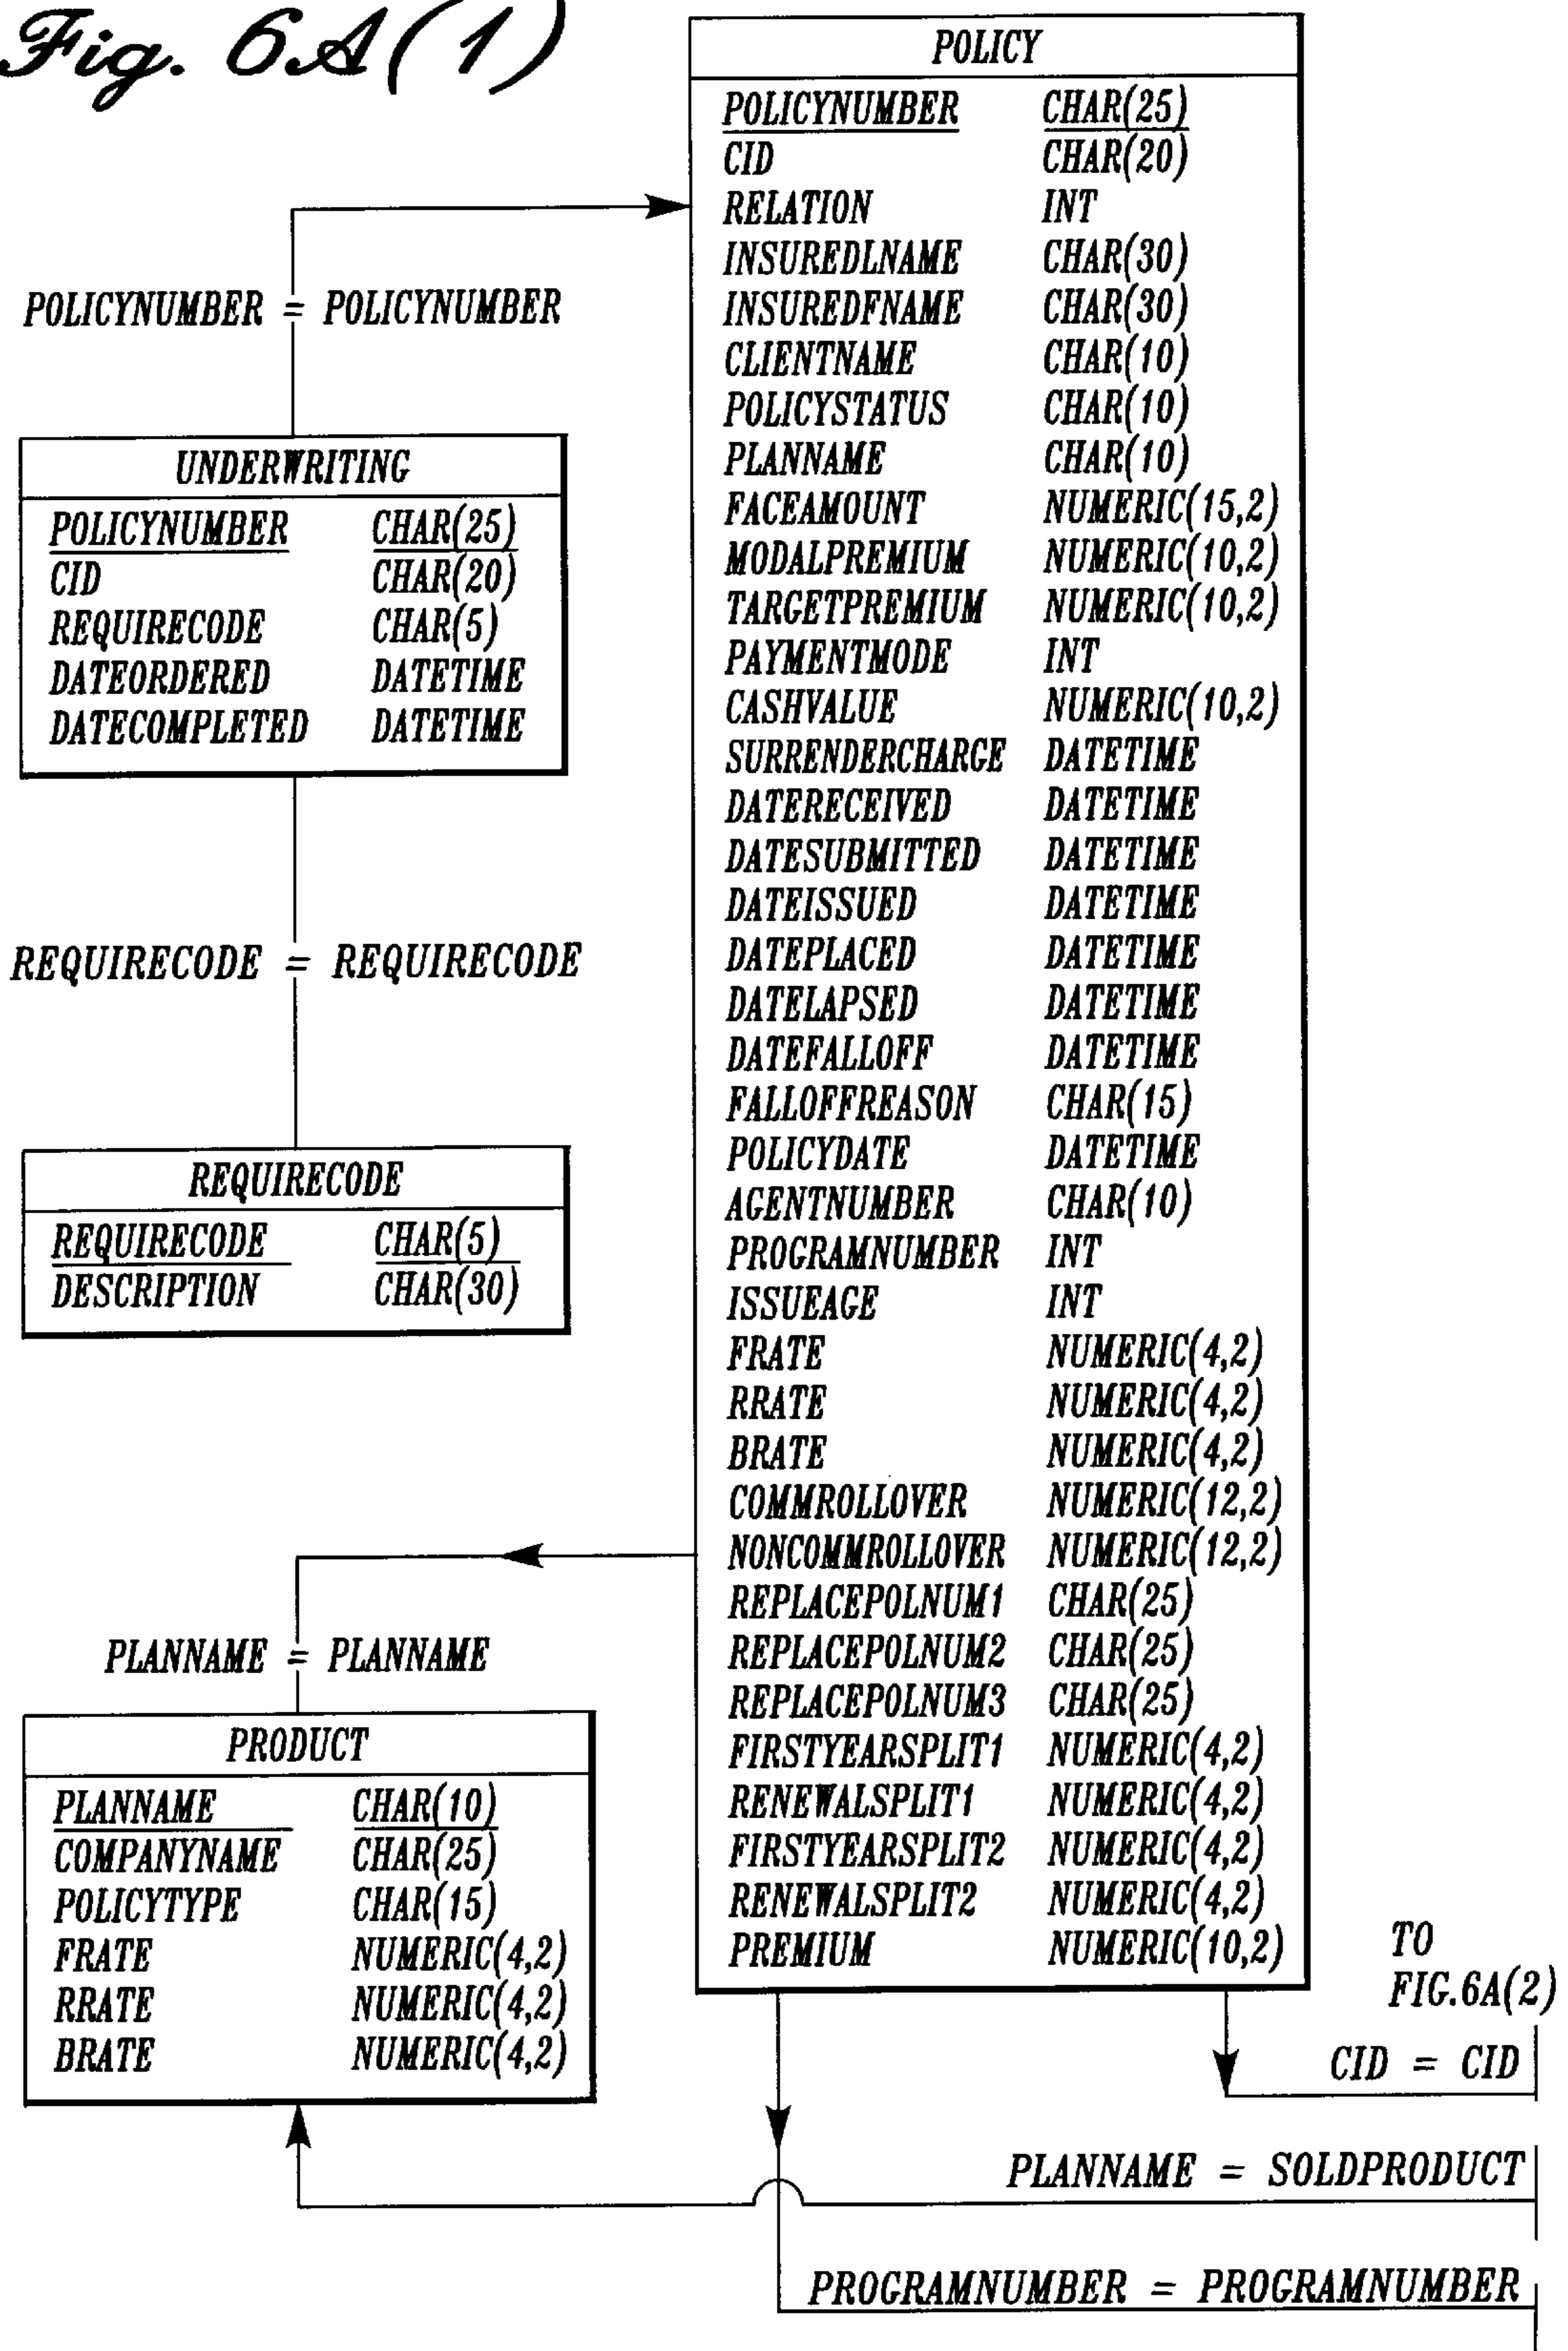 Fig. 6A(1)
POLICY
POLICYNUMBER CHAR(25)
CID CHAR(20)
RELATION INT
INSUREDLNAME CHAR(30)
INSUREDFNAME CHAR(30)
CLIENTNAME CHAR(10)
POLICYSTATUS CHAR(10)
PLANNAME CHAR(10)
FACEAMOUNT NUMERIC(15,2)
MODALPREMIUM NUMERIC(10,2)
TARGETPREMIUM NUMERIC(10,2)
PAYMENTMODE INT
CASHVALUE NUMERIC(10,2)
SURRENDERCHARGE DATETIME
DATERECEIVED DATETIME
DATESUBMITTED DATETIME
DATEISSUED DATETIME
DATEPLACED DATETIME
DATELAPSED DATETIME
DATEFALLOFF DATETIME
FALLOFFREASON CHAR(15)
POLICYDATE DATETIME
AGENTNUMBER CHAR(10)
PROGRAMNUMBER INT
ISSUEAGE INT
FRATE NUMERIC(4,2)
RRATE NUMERIC(4,2)
BRATE NUMERIC(4,2)
COMMROLLOVER NUMERIC(12,2)
NONCOMMROLLOVER NUMERIC(12,2)
REPLACEPOLNUM1 CHAR(25)
REPLACEPOLNUM2 CHAR(25)
REPLACEPOLNUM3 CHAR(25)
FIRSTYEARSPLIT1 NUMERIC(4,2)
RENEWALSPLIT1 NUMERIC(4,2)
FIRSTYEARSPLIT2 NUMERIC(4,2)
RENEWALSPLIT2 NUMERIC(4,2)
PREMIUM NUMERIC(10,2)
POLICYNUMBER = POLICYNUMBER
UNDERWRITING
POLICYNUMBER CHAR(25)
CID CHAR(20)
REQUIRECODE CHAR(5)
DATEORDERED DATETIME
DATECOMPLETED DATETIME
REQUIRECODE = REQUIRECODE
REQUIRECODE
REQUIRECODE CHAR(5)
DESCRIPTION CHAR(30)
PLANNAME = PLANNAME
PRODUCT
PLANNAME CHAR(10)
COMPANYNAME CHAR(25)
POLICYTYPE CHAR(15)
FRATE NUMERIC(4,2)
RRATE NUMERIC(4,2)
BRATE NUMERIC(4,2)
TO
FIG.6A(2)
CID = CID
PLANNAME = SOLDPRODUCT
PROGRAMNUMBER = PROGRAMNUMBER